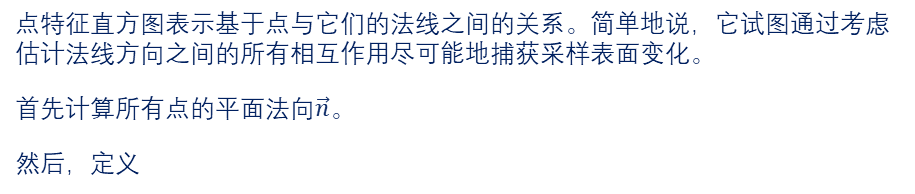 点特征直方图表示基于点与它们的法线之间的关系。简单地说，它试图通过考虑
估计法线方向之间的所有相互作用尽可能地捕获采样表面变化。
首先计算所有点的平面法向n⃗。
然后，定义